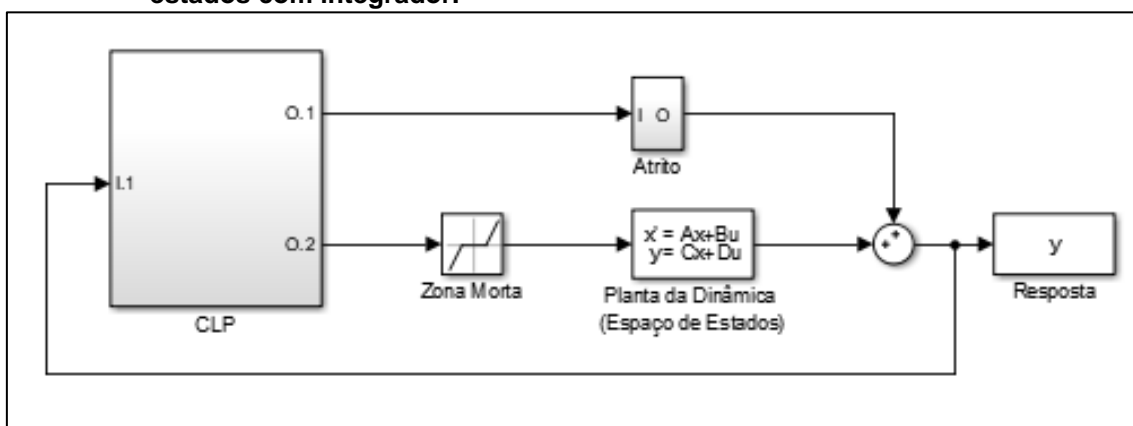 estados com integrador.
O.1
I O
Atrito
I.1
O.2
x' = Ax+Bu
y= Cx+Du
y
Zona Morta
Planta da Dinâmica
(Espaço de Estados)
Resposta
CLP